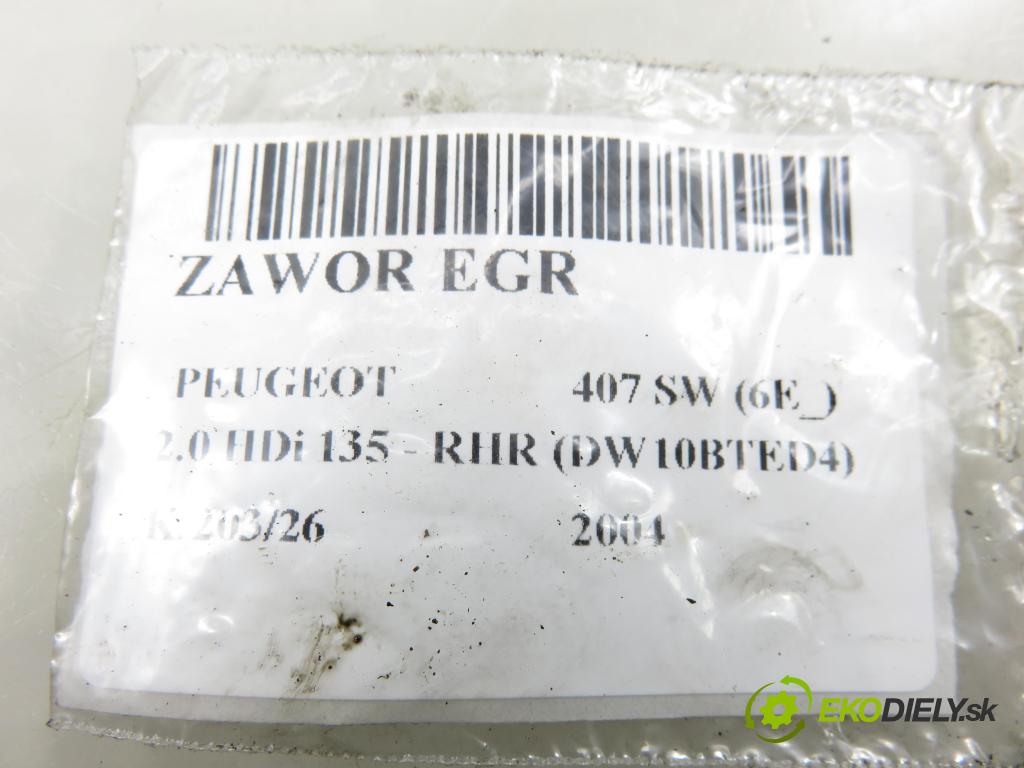 ZAWOR EGR
PEUGEOT 407 SW (6E_)
2.0 HDi 135 - RHR (DW10BTED4)
K 203/26 2004
EKODIELY.sk